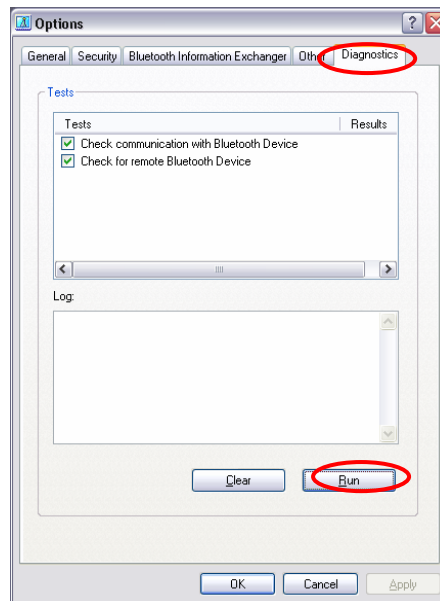 Options
General Security Bluetooth Information Exchanger Other Diagnostics
Tests
Tests Results
Check communication with Bluetooth Device
Check for remote Bluetooth Device
Log:
Clear Run
OK Cancel Apply